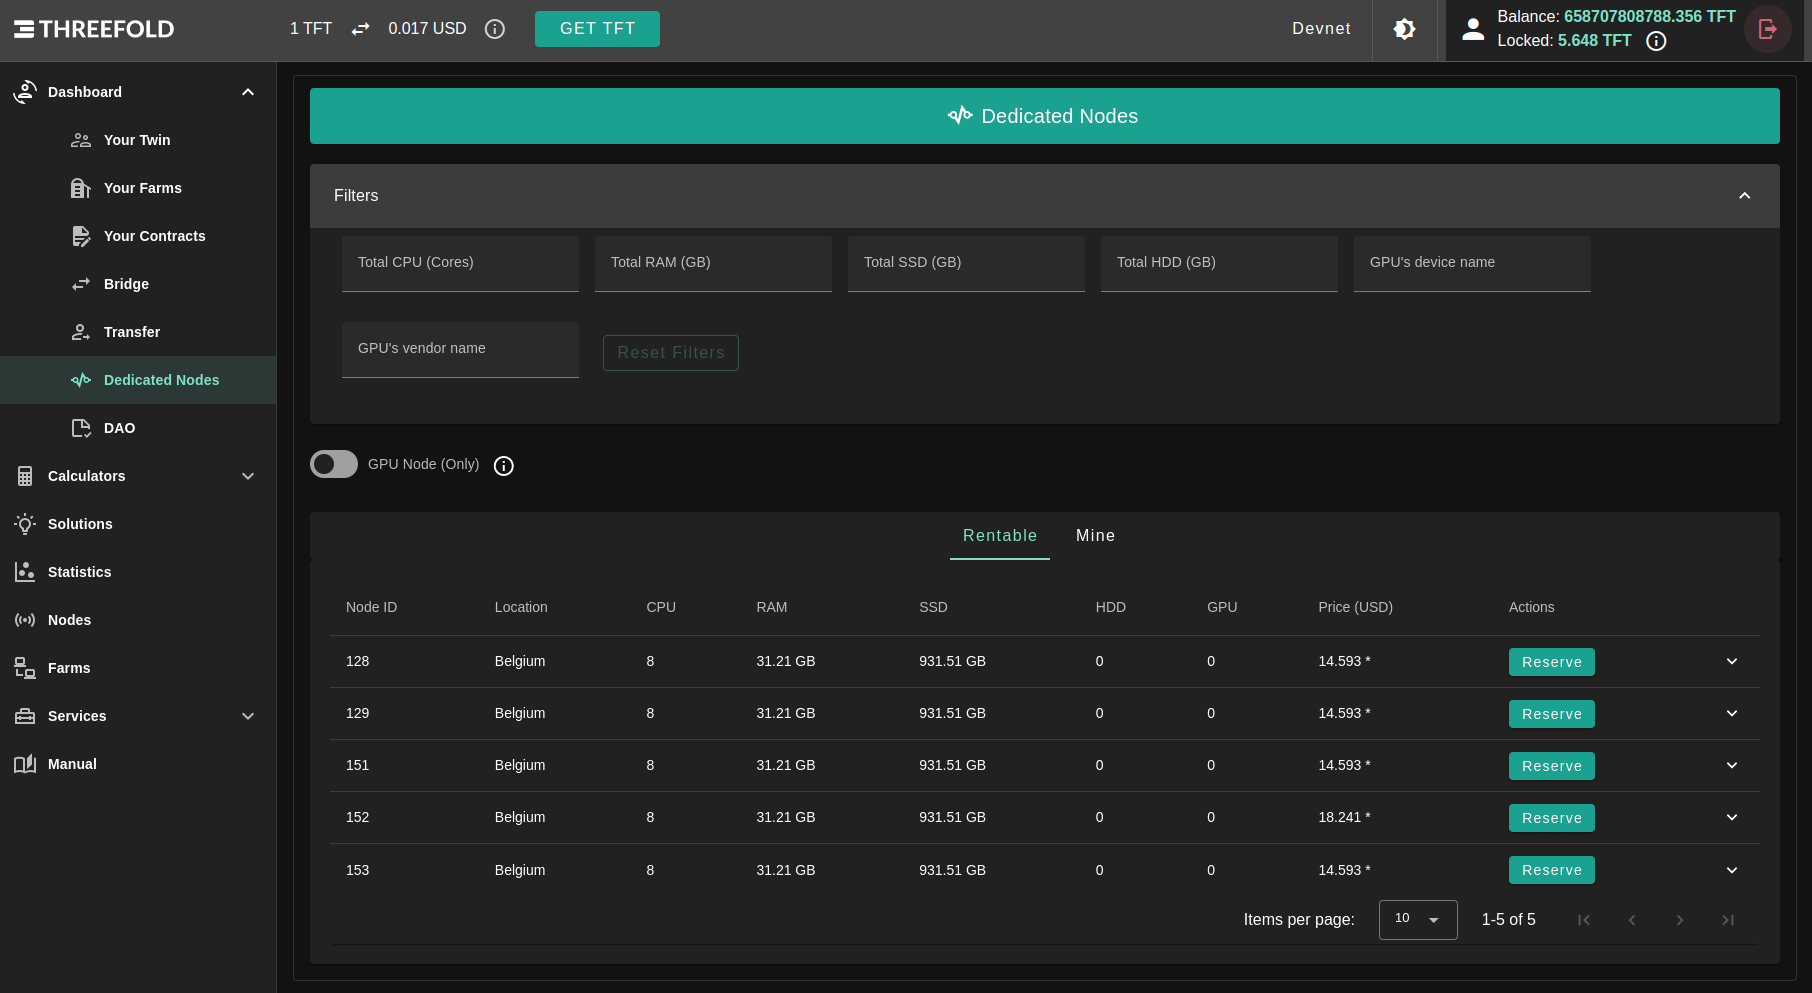 THREEFOLD
1 TFT 0.017 USD GET TFT
Devnet
Balance: 658707808788.356 TFT
Locked: 5.648 TFT
Dashboard
Your Twin
Your Farms
Your Contracts
Bridge
Transfer
Dedicated Nodes
DAO
Calculators
Solutions
Statistics
Nodes
Farms
Services
Manual
Dedicated Nodes
Filters
Total CPU (Cores) Total RAM (GB) Total SSD (GB) Total HDD (GB) GPU's device name
GPU's vendor name Reset Filters
GPU Node (Only)
Rentable Mine
Node ID Location CPU RAM SSD HDD GPU Price (USD) Actions
128 Belgium 8 31.21 GB 931.51 GB 0 0 14.593 * Reserve
129 Belgium 8 31.21 GB 931.51 GB 0 0 14.593 * Reserve
151 Belgium 8 31.21 GB 931.51 GB 0 0 14.593 * Reserve
152 Belgium 8 31.21 GB 931.51 GB 0 0 18.241 * Reserve
153 Belgium 8 31.21 GB 931.51 GB 0 0 14.593 * Reserve
Items per page: 10 1-5 of 5